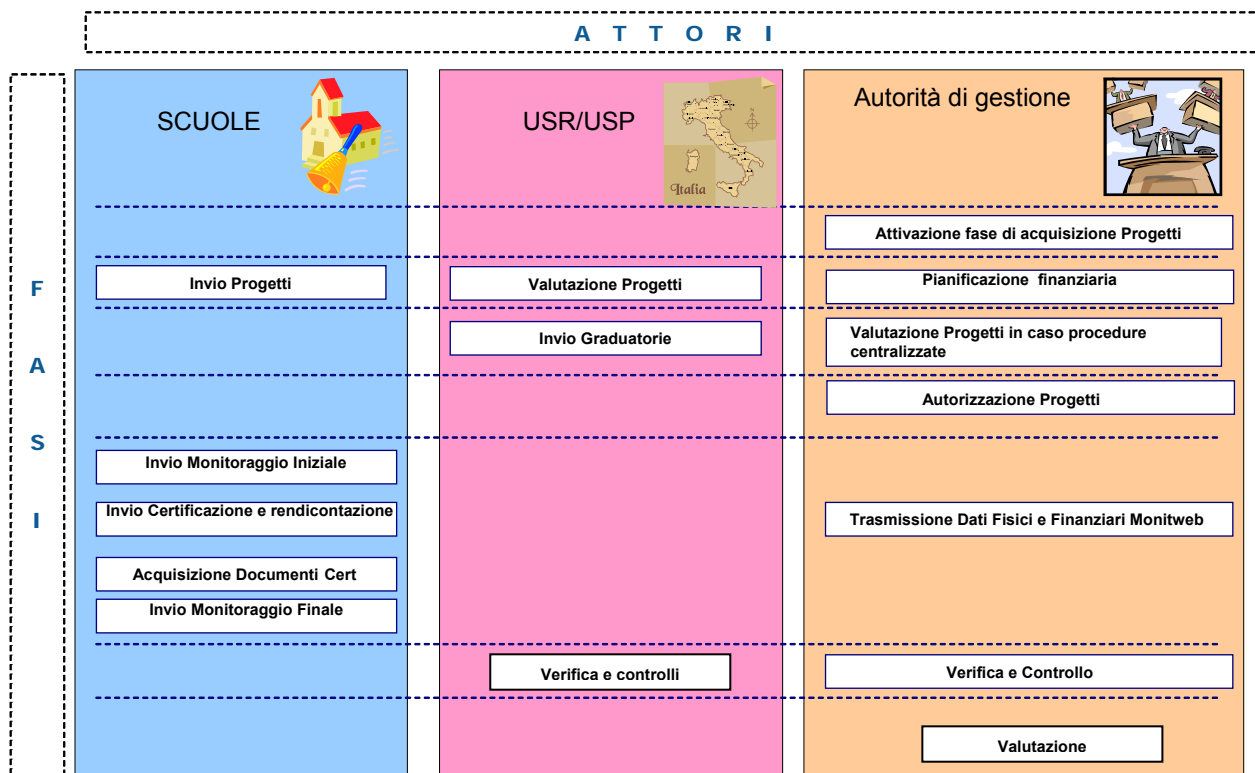 A T T O R I
F A S I
SCUOLE
USR/USP
Italia
N
Autorità di gestione
Attivazione fase di acquisizione Progetti
Invio Progetti
Valutazione Progetti
Pianificazione finanziaria
Invio Graduatorie
Valutazione Progetti in caso procedure
centralizzate
Autorizzazione Progetti
Invio Monitoraggio Iniziale
Invio Certificazione e rendicontazione
Trasmissione Dati Fisici e Finanziari Monitweb
Acquisizione Documenti Cert
Invio Monitoraggio Finale
Verifica e controlli
Verifica e Controllo
Valutazione